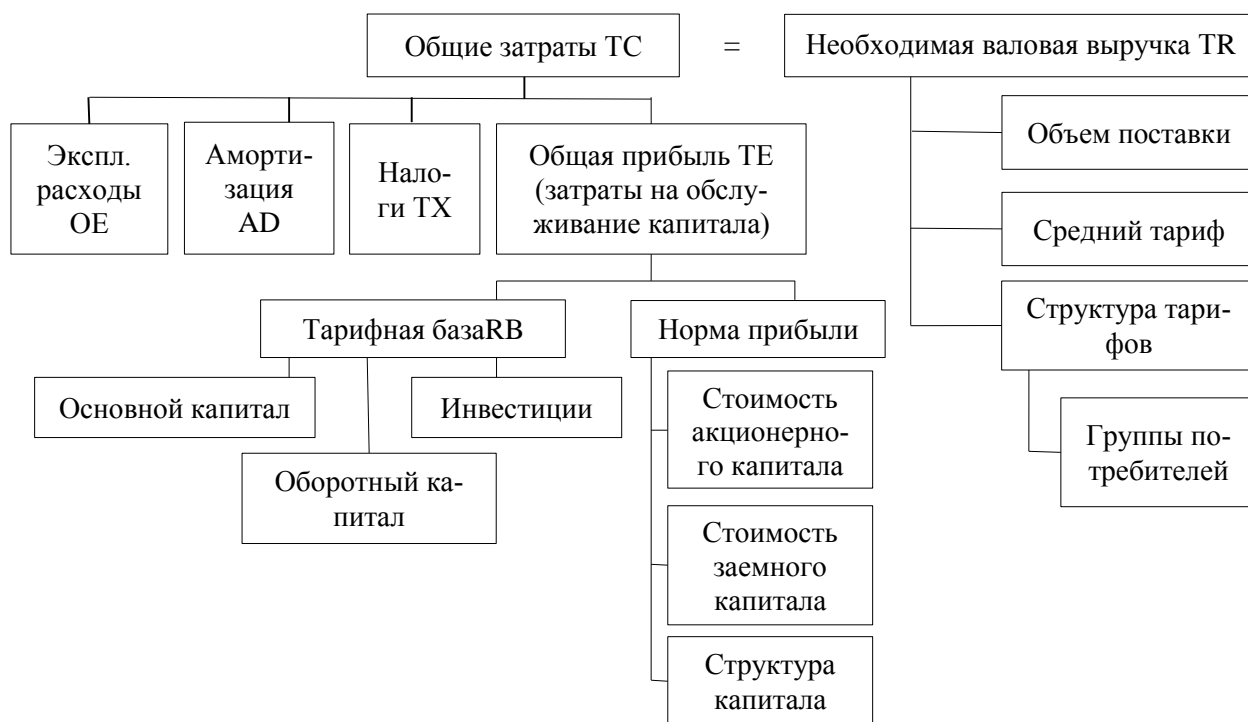 Общие затраты TC
=
Необходимая валовая выручка TR
Экспл.
расходы
OE
Аморти-
зация
AD
Нало-
ги TX
Общая прибыль TE
(затраты на обслу-
живание капитала)
Объем поставки
Средний тариф
Структура тари-
фов
Группы по-
требителей
Тарифная базаRB
Норма прибыли
Основной капитал
Инвестиции
Оборотный ка-
питал
Стоимость
акционерно-
го капитала
Стоимость
заемного
капитала
Структура
капитала